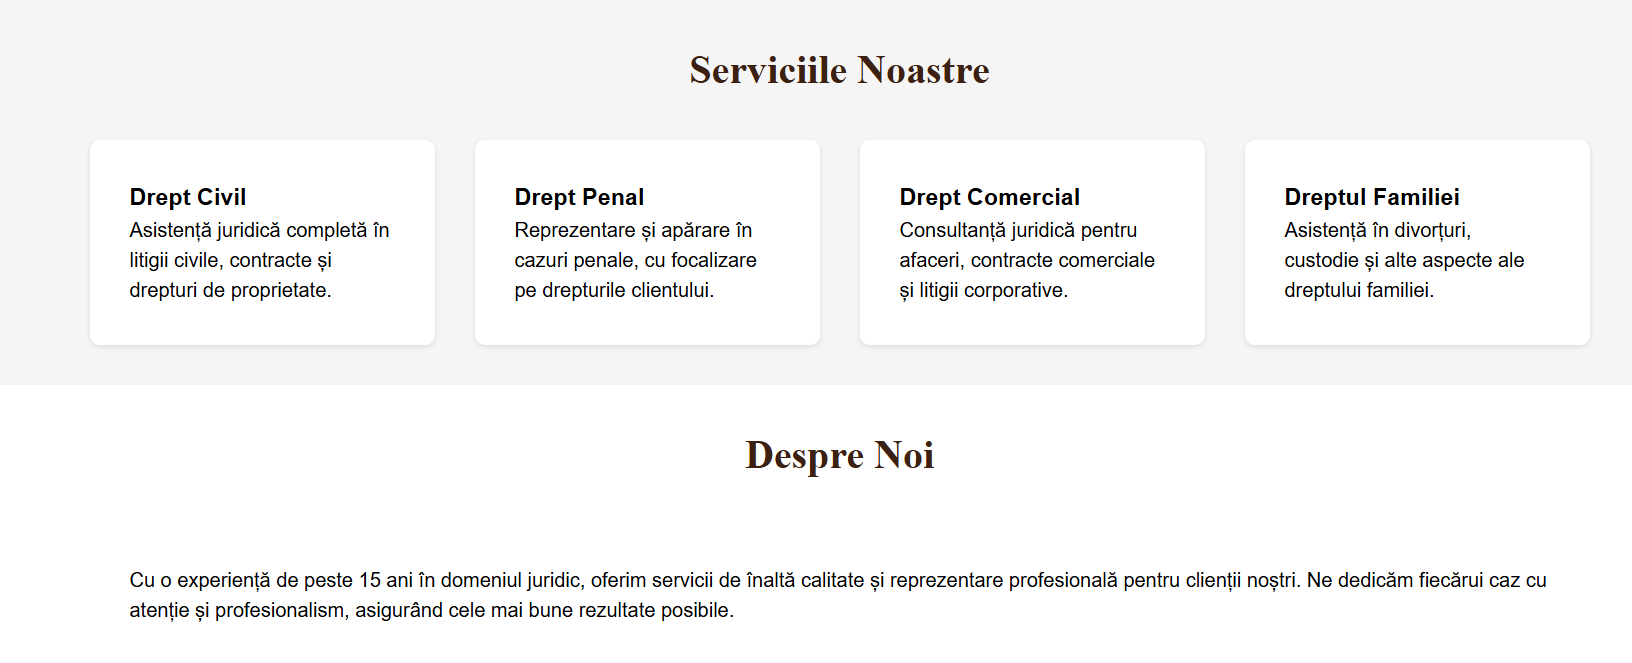 Serviciile Noastre
Drept Civil
Asistență juridică completă în
litigii civile, contracte și
drepturi de proprietate.
Drept Penal
Reprezentare și apărare în
cazuri penale, cu focalizare
pe drepturile clientului.
Drept Comercial
Consultanță juridică pentru
afaceri, contracte comerciale
și litigii corporative.
Dreptul Familiei
Asistență în divorțuri,
custodie și alte aspecte ale
dreptului familiei.
Despre Noi
Cu o experiență de peste 15 ani în domeniul juridic, oferim servicii de înaltă calitate și reprezentare profesională pentru clienții noștri. Ne dedicăm fiecărui caz cu
atenție și profesionalism, asigurând cele mai bune rezultate posibile.